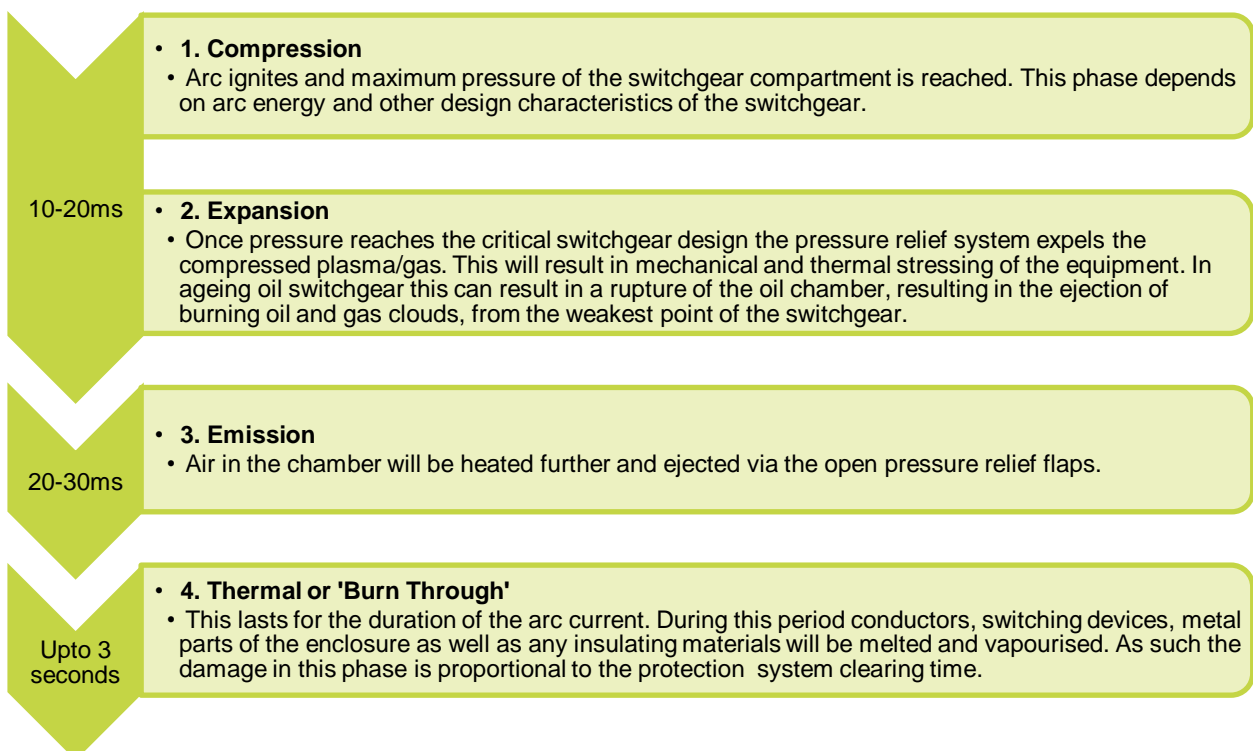 • 1. Compression
• Arc ignites and maximum pressure of the switchgear compartment is reached. This phase depends
on arc energy and other design characteristics of the switchgear.
10-20ms
• 2. Expansion
• Once pressure reaches the critical switchgear design the pressure relief system expels the
compressed plasma/gas. This will result in mechanical and thermal stressing of the equipment. In
ageing oil switchgear this can result in a rupture of the oil chamber, resulting in the ejection of
burning oil and gas clouds, from the weakest point of the switchgear.
20-30ms
• 3. Emission
• Air in the chamber will be heated further and ejected via the open pressure relief flaps.
Upto 3
seconds
• 4. Thermal or 'Burn Through'
• This lasts for the duration of the arc current. During this period conductors, switching devices, metal
parts of the enclosure as well as any insulating materials will be melted and vapourised. As such the
damage in this phase is proportional to the protection system clearing time.